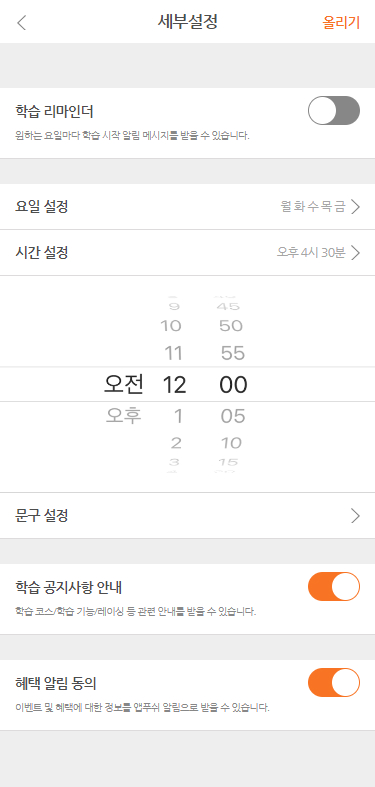 세부설정
올리기
학습 리마인더
원하는 요일마다 학습 시작 알림 메시지를 받을 수 있습니다.
요일 설정 월 화 수 목 금
시간 설정 오후 4시 30분
9 45
10 50
11 55
오전 12 00
오후 1 05
2 10
3 15
문구 설정
학습 공지사항 안내
학습 코스/학습 기능/레이싱 등 관련 안내를 받을 수 있습니다.
혜택 알림 동의
이벤트 및 혜택에 대한 정보를 앱푸쉬 알림으로 받을 수 있습니다.